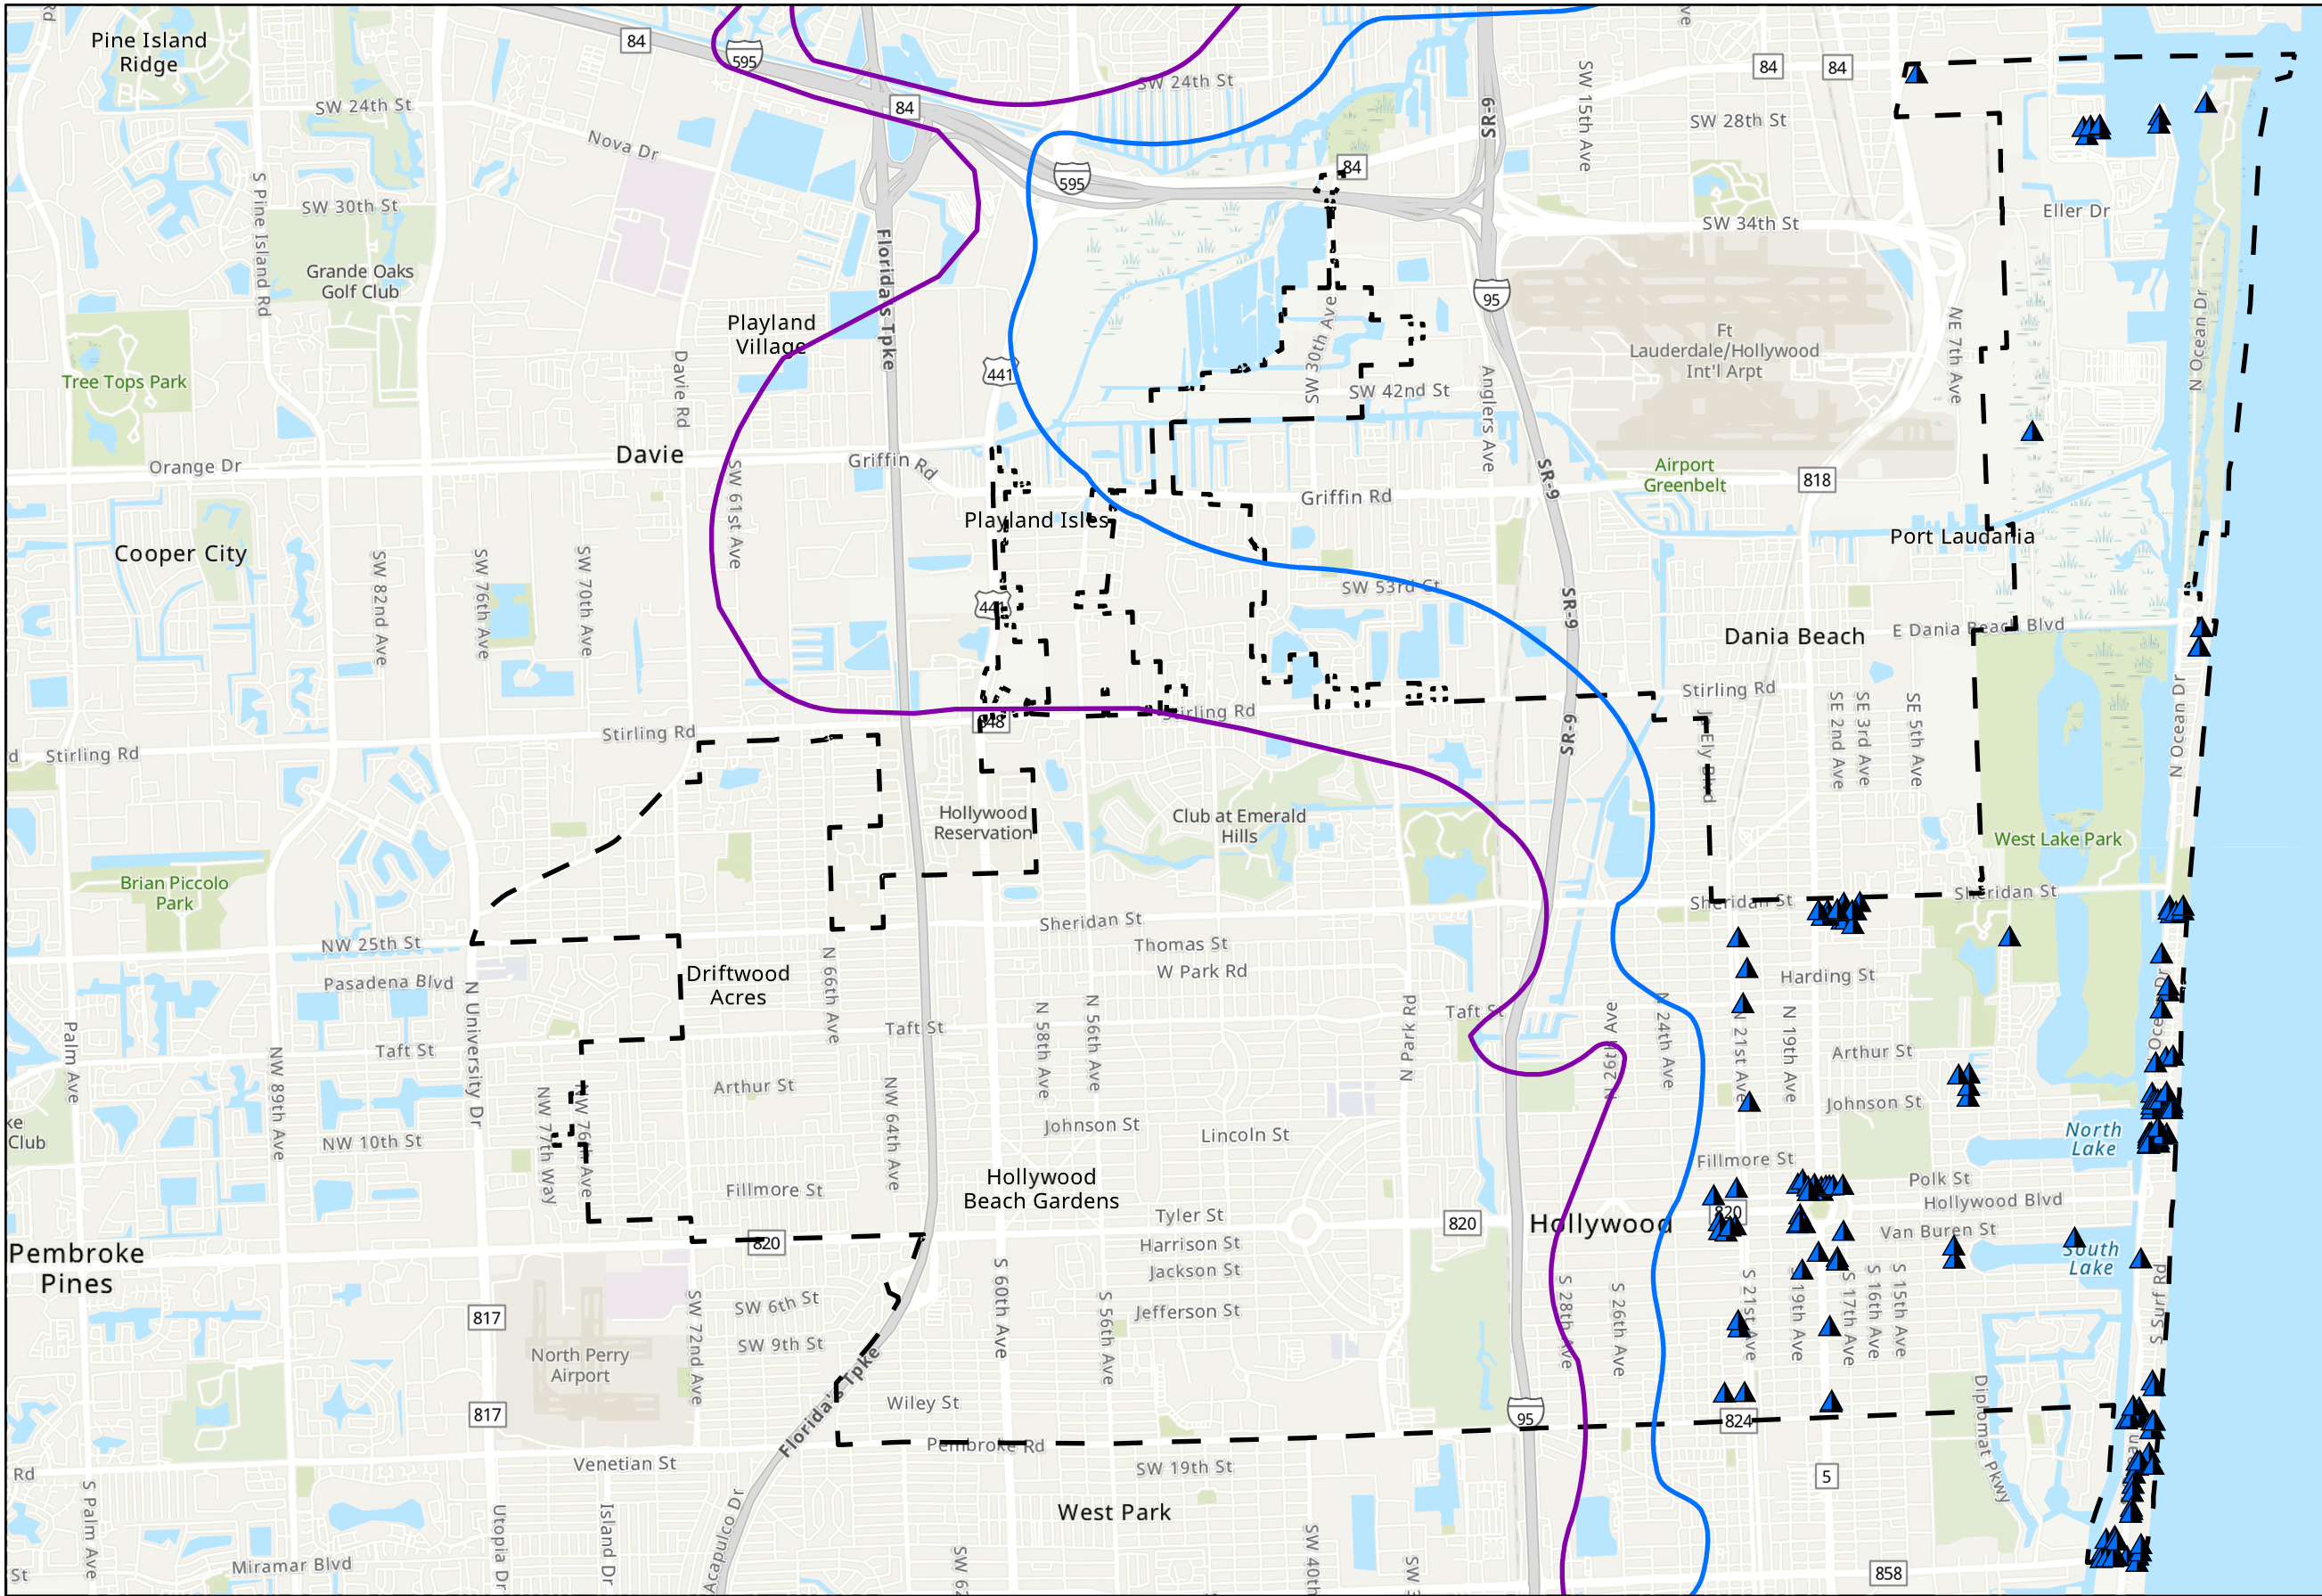 Rd
Pine Island
Ridge
84
595
84
SW 24th St
84
84
ve
SW 24th St
Nova Dr
SR-9
SW 15th Ave
SW 28th St
84
595
S Pine Island Rd
SW 30th St
Eller Dr
SW 34th St
Grande Oaks
Golf Club
Florida's Tpke
95
SW 30th Ave
Playland
Village
Ft
Lauderdale/Hollywood
Int'l Arpt
NE 7th Ave
N Ocean Dr
Tree Tops Park
Davie Rd
441
SW 42nd St
Anglers Ave
Davie
Orange Dr
Griffin Rd
SW 61st Ave
Griffin Rd
SR-9
Airport
Greenbelt
818
Playland Isles
Port Laudania
Cooper City
SW 82nd Ave
SW 76th Ave
SW 70th Ave
441
SW 53rd Ct
SR-9
Dania Beach
E Dania Beach Blvd
Stirling Rd
848
Stirling Rd
d
Stirling Rd
Stirling Rd
SR-9
SE 2nd Ave
SE 3rd Ave
SE 5th Ave
N Ocean Dr
Hollywood
Reservation
Club at Emerald
Hills
West Lake Park
Brian Piccolo
Park
Sheridan St
Sheridan St
Sheridan St
NW 25th St
Thomas St
W Park Rd
Driftwood
Acres
N 66th Ave
Pasadena Blvd
Harding St
N University Dr
Palm Ave
Taft St
Taft St
Taft St
N 58th Ave
N 56th Ave
N Park Rd
N 26th Ave
N 24th Ave
N 21st Ave
N 19th Ave
Arthur St
NW 89th Ave
Arthur St
NW 77th Way
NW 76th Ave
NW 64th Ave
Johnson St
Johnson St
ke
Club
NW 10th St
Lincoln St
North
Lake
Fillmore St
Fillmore St
Hollywood
Beach Gardens
Polk St
Hollywood Blvd
Tyler St
820
Hollywood
820
Van Buren St
Pembroke
Pines
820
Harrison St
South
Lake
Jackson St
S 60th Ave
Jefferson St
S 56th Ave
SW 6th St
SW 9th St
SW 72nd Ave
817
North Perry
Airport
S 28th Ave
S 26th Ave
S 21st Ave
S 19th Ave
S 17th Ave
S 16th Ave
S 15th Ave
S Surf Rd
Florida's Tpke
Wiley St
817
95
824
Diplomat Pkwy
Pembroke Rd
Venetian St
SW 19th St
Rd
5
S Palm Ave
Utopia Dr
Island Dr
Acapulco Dr
West Park
SW 62
SW 40th
SW 3
Miramar Blvd
St
858